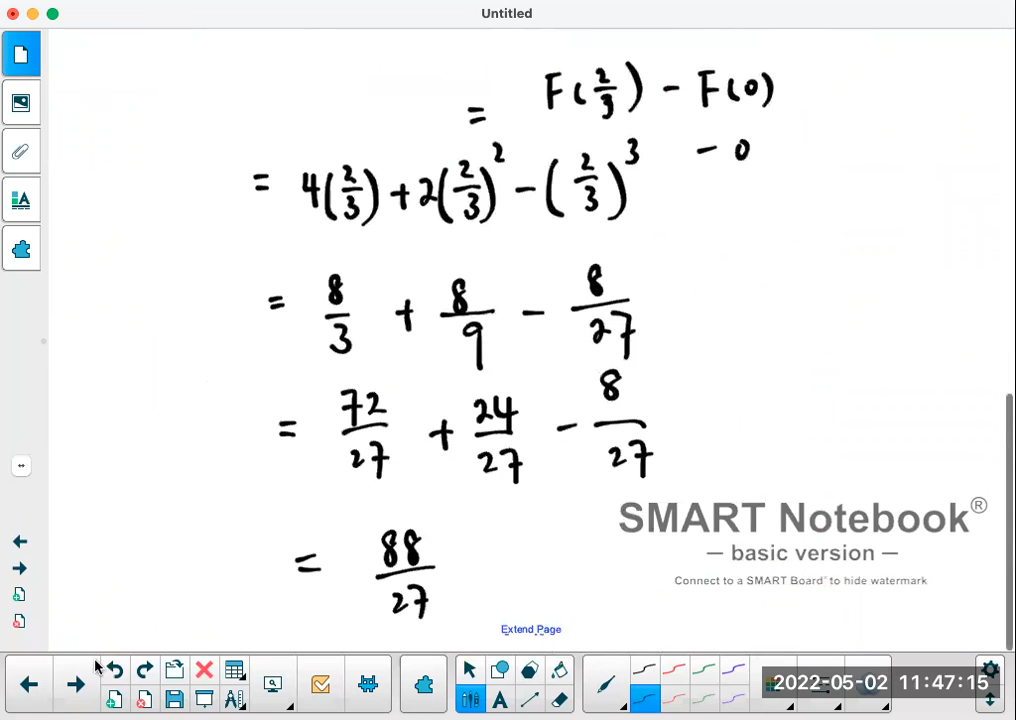 Untitled
= F(2/3) - F(0)
= 4(2/3) + 2(2/3)^2 - (2/3)^3 - 0
= 8/3 + 8/9 - 8/27
= 72/27 + 24/27 - 8/27
= 88/27
SMART Notebook®
— basic version —
Connect to a SMART Board™ to hide watermark
Extend Page
2022-05-02 11:47:15